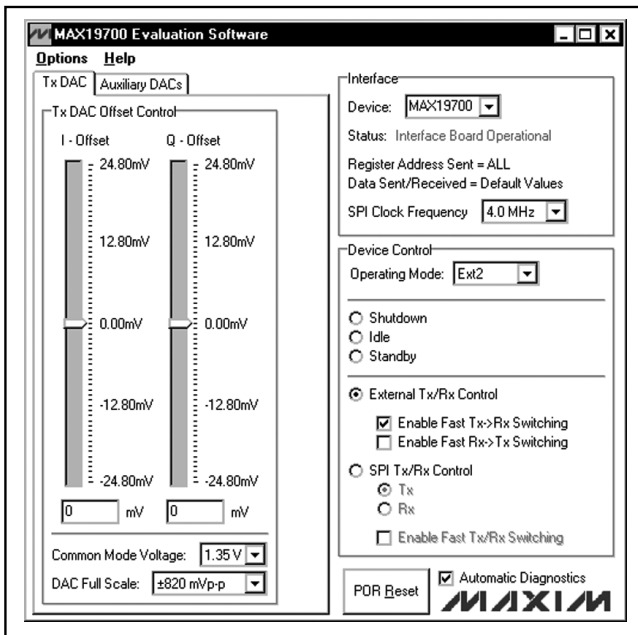 MAX19700 Evaluation Software
Options Help
Tx DAC Auxiliary DACs
Tx DAC Offset Control
I - Offset Q - Offset
24.80mV 24.80mV
12.80mV 12.80mV
0.00mV 0.00mV
-12.80mV -12.80mV
-24.80mV -24.80mV
0 mV 0 mV
Common Mode Voltage: 1.35 V
DAC Full Scale: ±820 mVp-p
Interface
Device: MAX19700
Status: Interface Board Operational
Register Address Sent = ALL
Data Sent/Received = Default Values
SPI Clock Frequency 4.0 MHz
Device Control
Operating Mode: Ext2
Shutdown
Idle
Standby
External Tx/Rx Control
Enable Fast Tx->Rx Switching
Enable Fast Rx->Tx Switching
SPI Tx/Rx Control
Tx
Rx
Enable Fast Tx/Rx Switching
POR Reset
Automatic Diagnostics
MAXIM